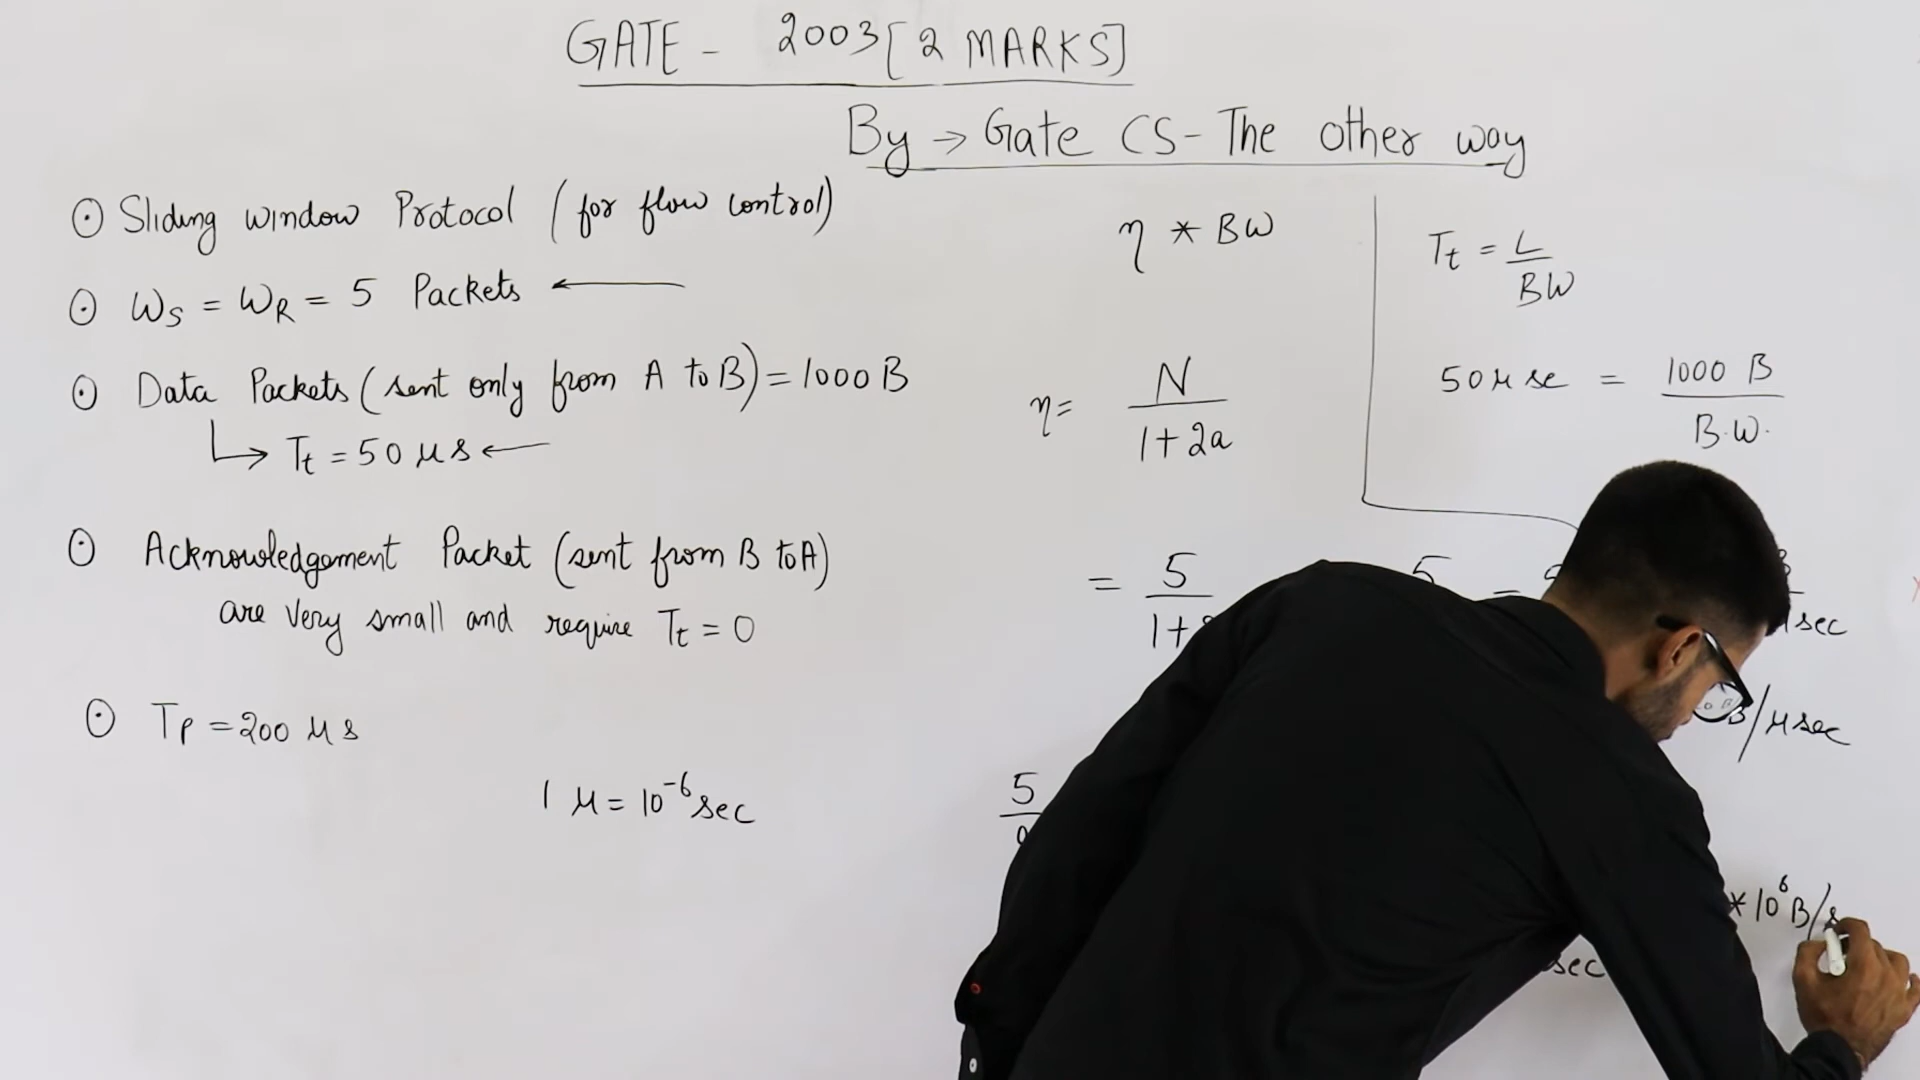 GATE - 2003 [2 MARKS]
By → Gate CS - The other way
⊙ Sliding window Protocol (for flow control)
⊙ Ws = WR = 5 Packets ←
⊙ Data Packets (sent only from A to B) = 1000 B
↳ Tt = 50 μs ←
⊙ Acknowledgement Packet (sent from B to A)
are very small and require Tt = 0
⊙ Tp = 200 μs
1 μ = 10⁻⁶ sec
η * BW
η = N / 1+2a
= 5 / 1+
5
=
5
Tt = L / BW
50 μ se = 1000 B / B.W.
sec
B/μsec
* 10⁶ B/s
sec